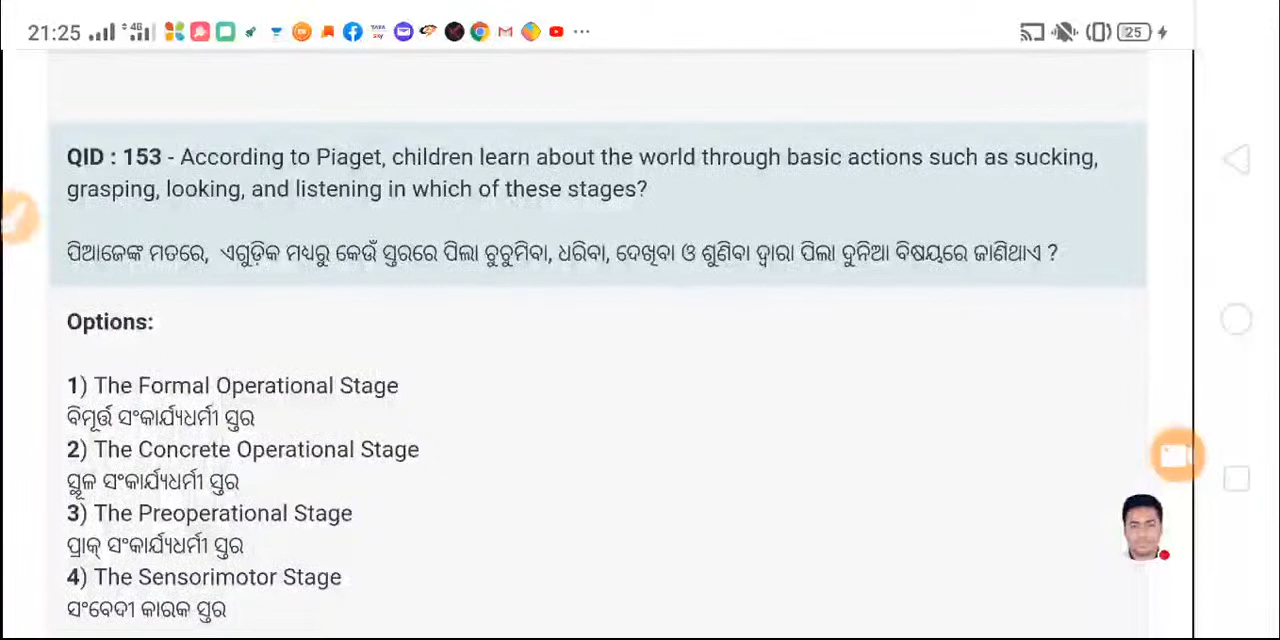 21:25
4G
25
QID : 153 - According to Piaget, children learn about the world through basic actions such as sucking,
grasping, looking, and listening in which of these stages?
ପିଆଜେଙ୍କ ମତରେ, ଏଗୁଡ଼ିକ ମଧ୍ୟରୁ କେଉଁ ସ୍ତରରେ ପିଲା ଚୁଚୁମିବା, ଧରିବା, ଦେଖିବା ଓ ଶୁଣିବା ଦ୍ୱାରା ପିଲା ଦୁନିଆ ବିଷୟରେ ଜାଣିଥାଏ ?
Options:
1) The Formal Operational Stage
ବିମୂର୍ତ୍ତ ସଂକାର୍ଯ୍ୟଧର୍ମୀ ସ୍ତର
2) The Concrete Operational Stage
ସ୍ଥୂଳ ସଂକାର୍ଯ୍ୟଧର୍ମୀ ସ୍ତର
3) The Preoperational Stage
ପ୍ରାକ୍ ସଂକାର୍ଯ୍ୟଧର୍ମୀ ସ୍ତର
4) The Sensorimotor Stage
ସଂବେଦୀ କାରକ ସ୍ତର